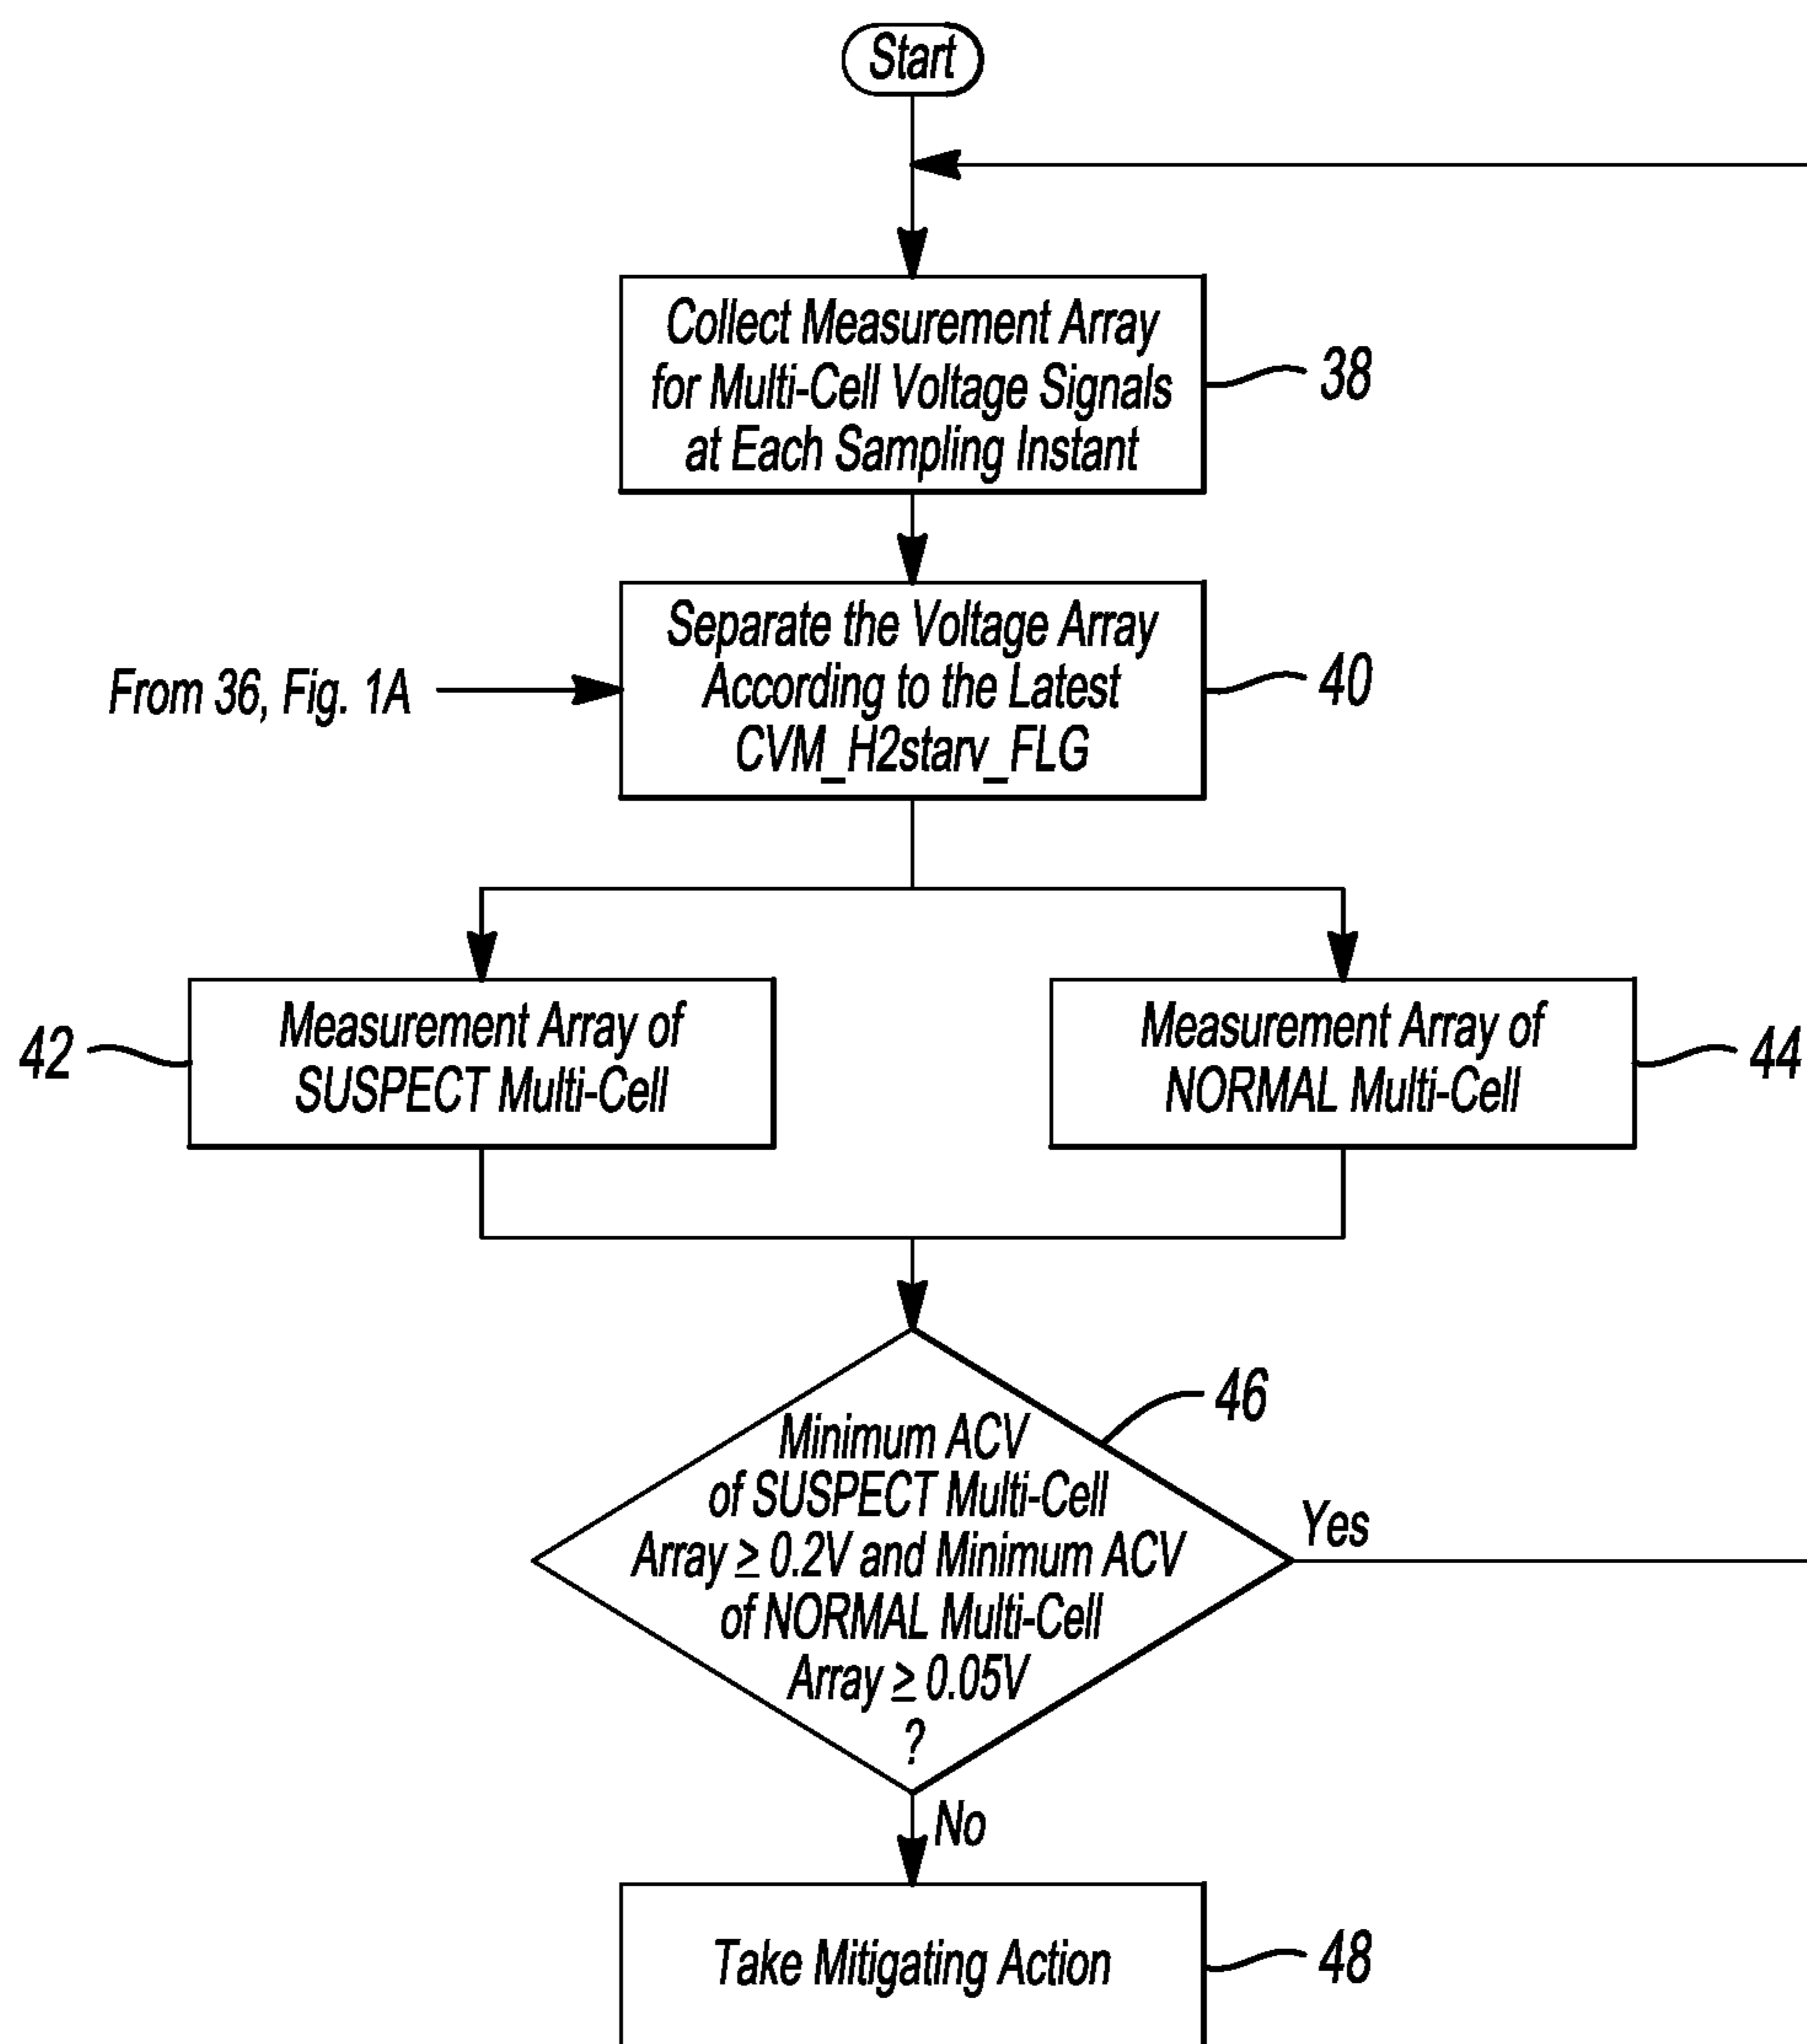 Start
Collect Measurement Array
for Multi-Cell Voltage Signals
at Each Sampling Instant
38
Separate the Voltage Array
According to the Latest
CVM_H2starv_FLG
40
From 36, Fig. 1A
42
Measurement Array of
SUSPECT Multi-Cell
Measurement Array of
NORMAL Multi-Cell
44
46
Minimum ACV
of SUSPECT Multi-Cell
Array ≥ 0.2V and Minimum ACV
of NORMAL Multi-Cell
Array ≥ 0.05V
?
Yes
No
Take Mitigating Action
48